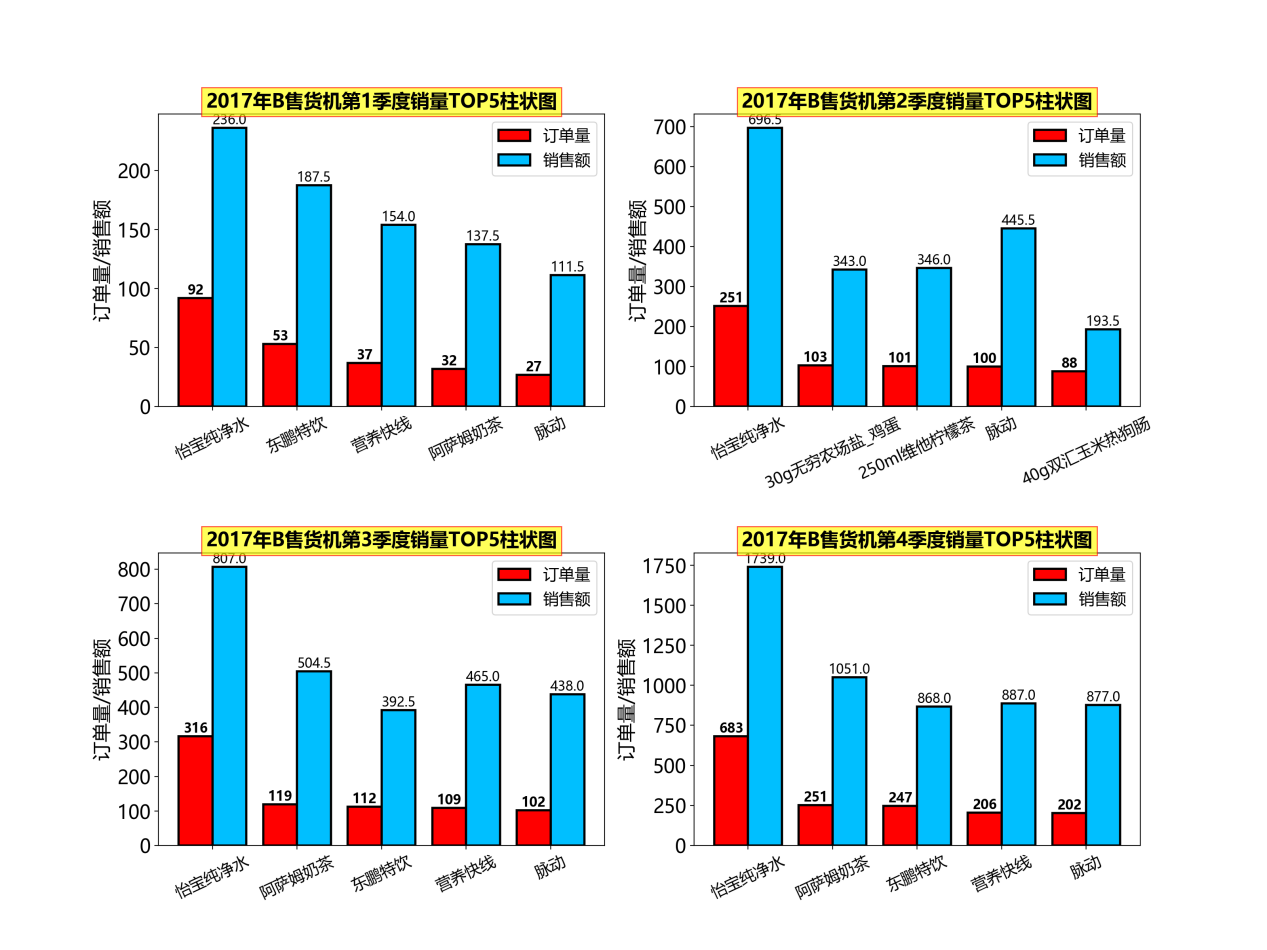 2017年B售货机第1季度销量TOP5柱状图
订单量/销售额
200
150
100
50
0
236.0
187.5
154.0
137.5
111.5
92
53
37
32
27
订单量
销售额
怡宝纯净水
东鹏特饮
营养快线
阿萨姆奶茶
脉动
2017年B售货机第2季度销量TOP5柱状图
订单量/销售额
700
600
500
400
300
200
100
0
696.5
343.0
346.0
445.5
193.5
251
103
101
100
88
订单量
销售额
怡宝纯净水
30g无穷农场盐_鸡蛋
250ml维他柠檬茶
脉动
40g双汇玉米热狗肠
2017年B售货机第3季度销量TOP5柱状图
订单量/销售额
800
700
600
500
400
300
200
100
0
807.0
504.5
392.5
465.0
438.0
316
119
112
109
102
订单量
销售额
怡宝纯净水
阿萨姆奶茶
东鹏特饮
营养快线
脉动
2017年B售货机第4季度销量TOP5柱状图
订单量/销售额
1750
1500
1250
1000
750
500
250
0
1739.0
1051.0
868.0
887.0
877.0
683
251
247
206
202
订单量
销售额
怡宝纯净水
阿萨姆奶茶
东鹏特饮
营养快线
脉动